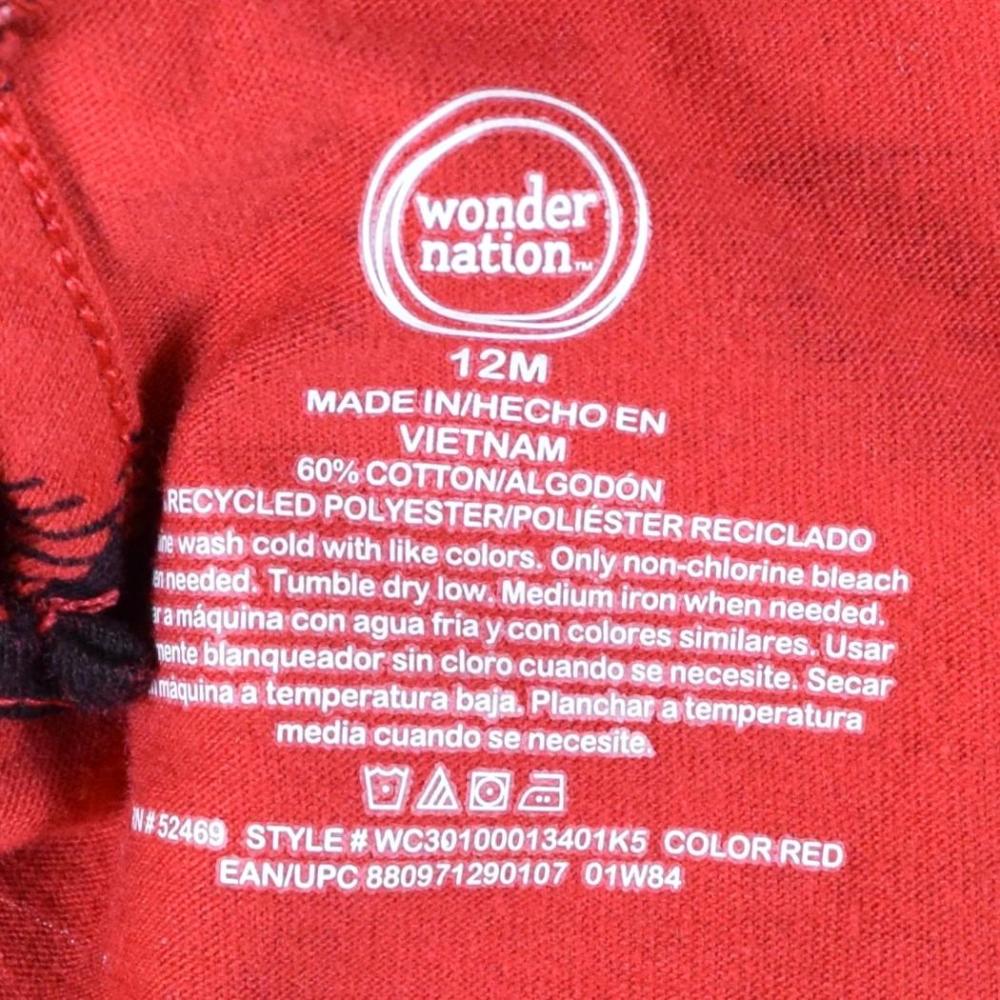 wonder
nation™
12M
MADE IN/HECHO EN
VIETNAM
60% COTTON/ALGODÓN
RECYCLED POLYESTER/POLIÉSTER RECICLADO
wash cold with like colors. Only non-chlorine bleach
needed. Tumble dry low. Medium iron when needed.
a máquina con agua fria y con colores similares. Usar
blanqueador sin cloro cuando se necesite. Secar
máquina a temperatura baja. Planchar a temperatura
media cuando se necesite.
N# 52469 STYLE # WC30100013401K5 COLOR RED
EAN/UPC 880971290107 01W84